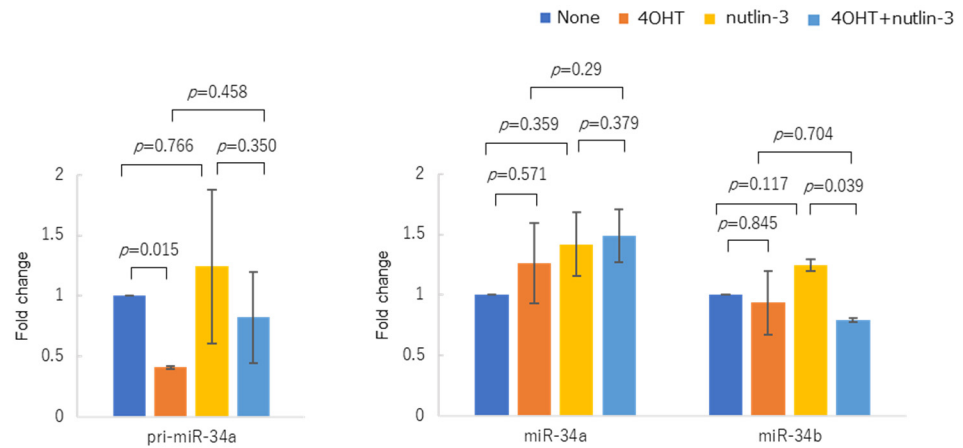 None 4OHT nutlin-3 4OHT+nutlin-3
p=0.458
p=0.766
p=0.350
p=0.015
Fold change
2
1.5
1
0.5
0
pri-miR-34a
p=0.29
p=0.359
p=0.379
p=0.571
p=0.704
p=0.117
p=0.039
p=0.845
Fold change
2
1.5
1
0.5
0
miR-34a
miR-34b